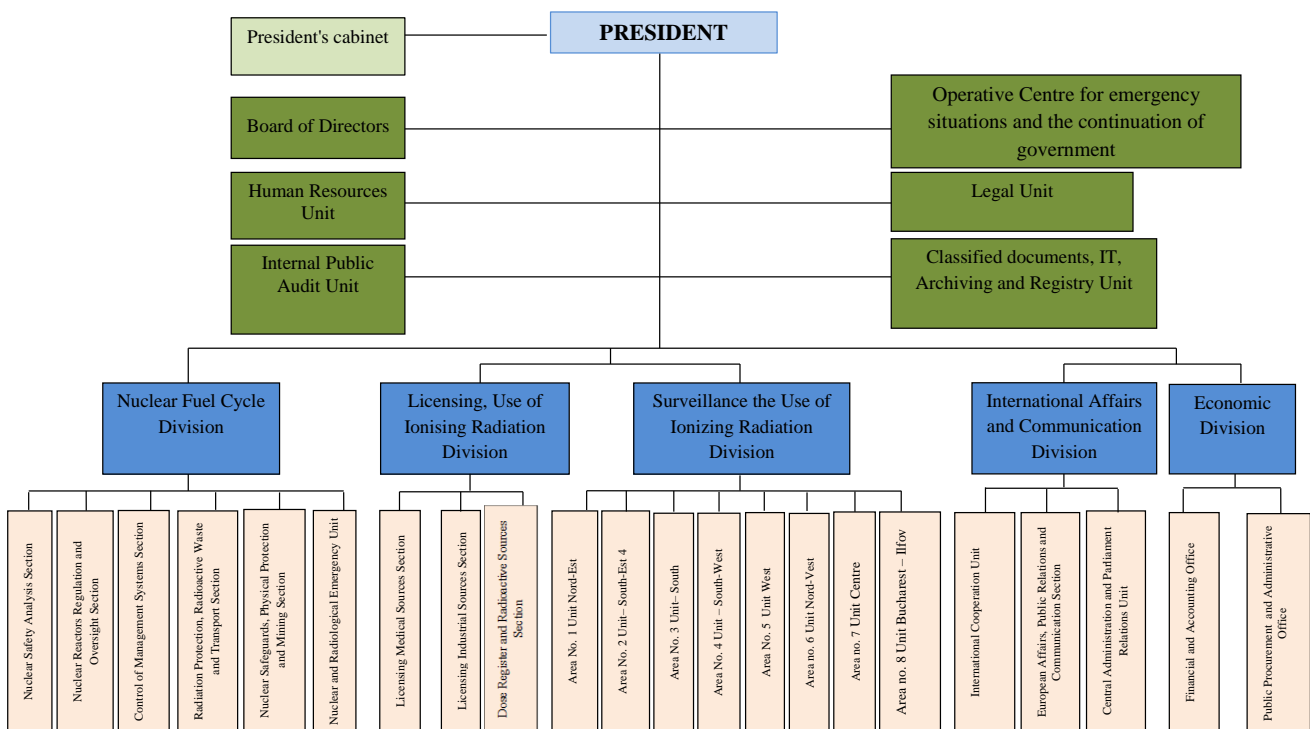 President's cabinet
PRESIDENT
Board of Directors
Operative Centre for emergency
situations and the continuation of
government
Human Resources
Unit
Legal Unit
Internal Public
Audit Unit
Classified documents, IT,
Archiving and Registry Unit
Nuclear Fuel Cycle
Division
Licensing, Use of
Ionising Radiation
Division
Surveillance the Use of
Ionizing Radiation
Division
International Affairs
and Communication
Division
Economic
Division
Nuclear Safety Analysis Section
Nuclear Reactors Regulation and
Oversight Section
Control of Management Systems Section
Radiation Protection, Radioactive Waste
and Transport Section
Nuclear Safeguards, Physical Protection
and Mining Section
Nuclear and Radiological Emergency Unit
Licensing Medical Sources Section
Licensing Industrial Sources Section
Dose Register and Radioactive Sources
Section
Area No. 1 Unit Nord-Est
Area No. 2 Unit– South-Est 4
Area No. 3 Unit– South
Area No. 4 Unit – South-West
Area No. 5 Unit West
Area no. 6 Unit Nord-Vest
Area no. 7 Unit Centre
Area no. 8 Unit Bucharest – Ilfov
International Cooperation Unit
European Affairs, Public Relations and
Communication Section
Central Administration and Parliament
Relations Unit
Financial and Accounting Office
Public Procurement and Administrative
Office